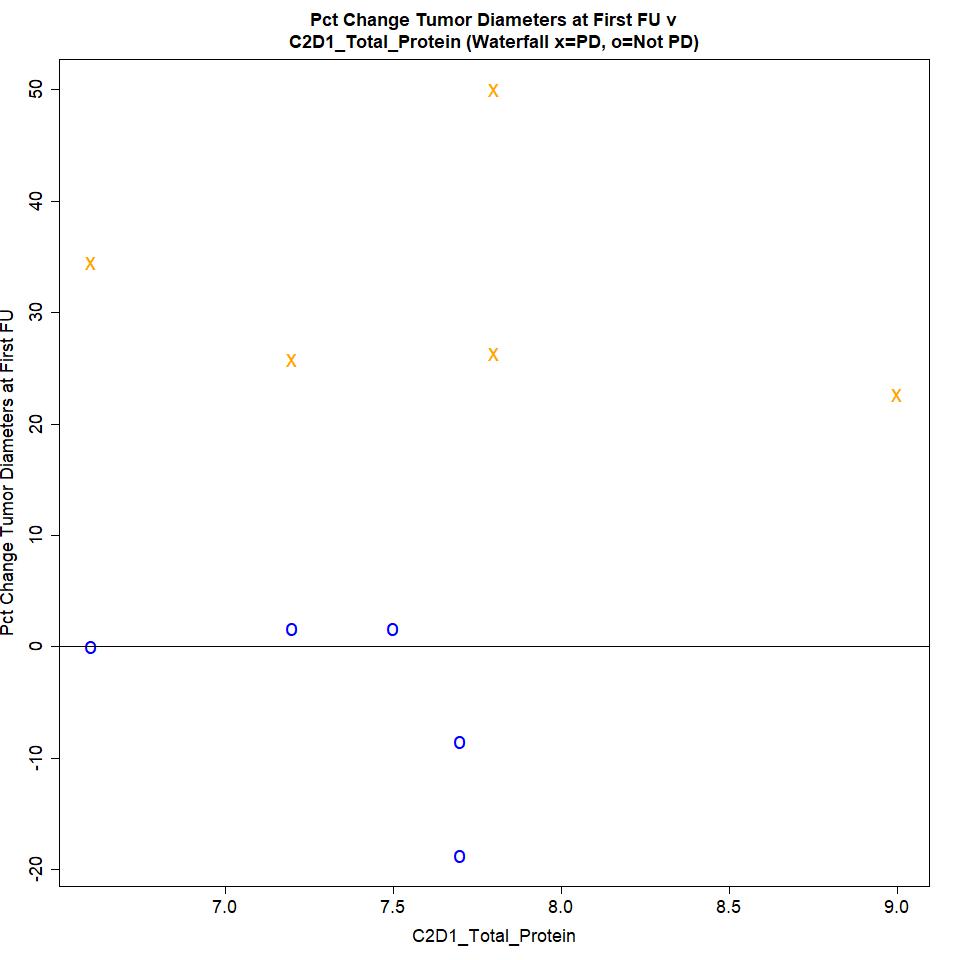 Pct Change Tumor Diameters at First FU v
C2D1_Total_Protein (Waterfall x=PD, o=Not PD)
Pct Change Tumor Diameters at First FU
50
40
30
20
10
0
-10
-20
X
X
X
X
X
O
O
O
O
O
7.0 7.5 8.0 8.5 9.0
C2D1_Total_Protein